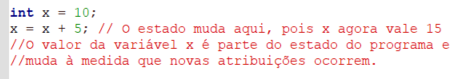 int x = 10;
x = x + 5; // O estado muda aqui, pois x agora vale 15
//O valor da variável x é parte do estado do programa e
//muda à medida que novas atribuições ocorrem.